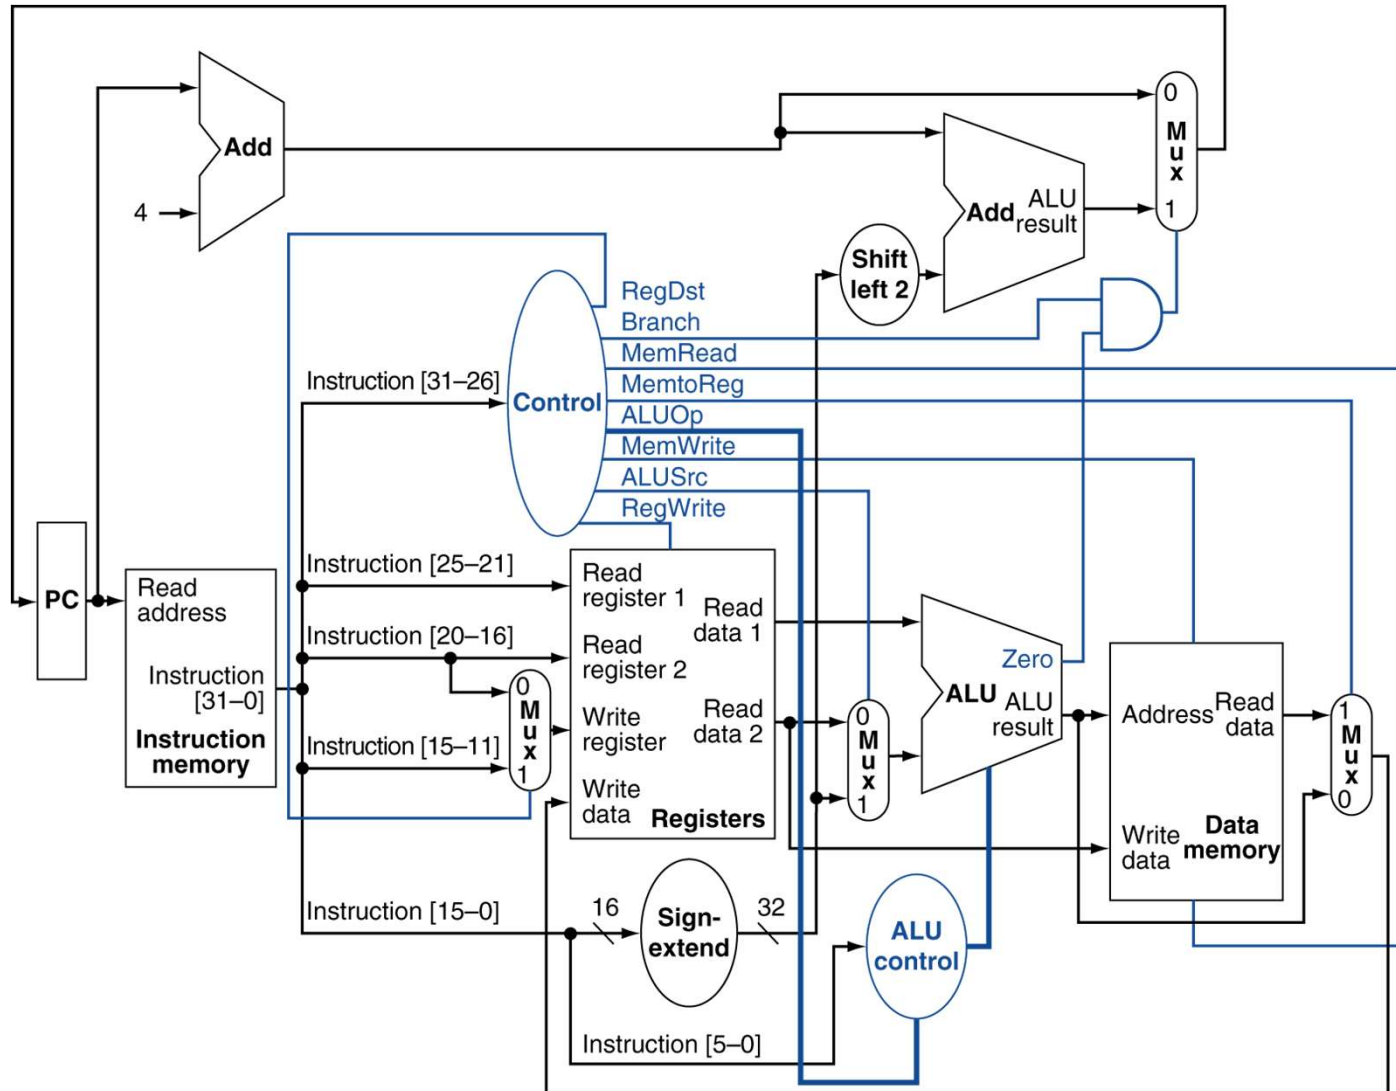 Add
4
0
Mux
1
Add
ALU
result
Shift
left 2
RegDst
Branch
MemRead
MemtoReg
ALUOp
MemWrite
ALUSrc
RegWrite
Control
Instruction [31–26]
Instruction [25–21]
Instruction [20–16]
Instruction [15–11]
Instruction [15–0]
Instruction [5–0]
PC
Read
address
Instruction
[31–0]
Instruction
memory
0
Mux
1
Read
register 1
Read
register 2
Write
register
Write
data
Read
data 1
Read
data 2
Registers
0
Mux
1
Zero
ALU
ALU
result
Address
Read
data
Write
data
Data
memory
1
Mux
0
16
Sign-
extend
32
ALU
control